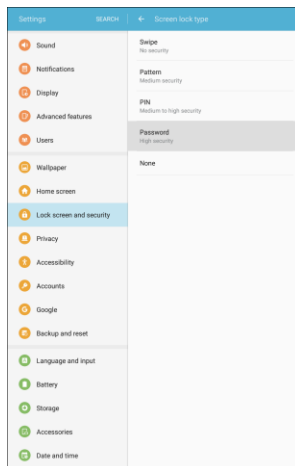 Settings
SEARCH
Screen lock type
Sound
Notifications
Display
Advanced features
Users
Wallpaper
Home screen
Lock screen and security
Privacy
Accessibility
Accounts
Google
Backup and reset
Language and input
Battery
Storage
Accessories
Date and time
Swipe
No security
Pattern
Medium security
PIN
Medium to high security
Password
High security
None